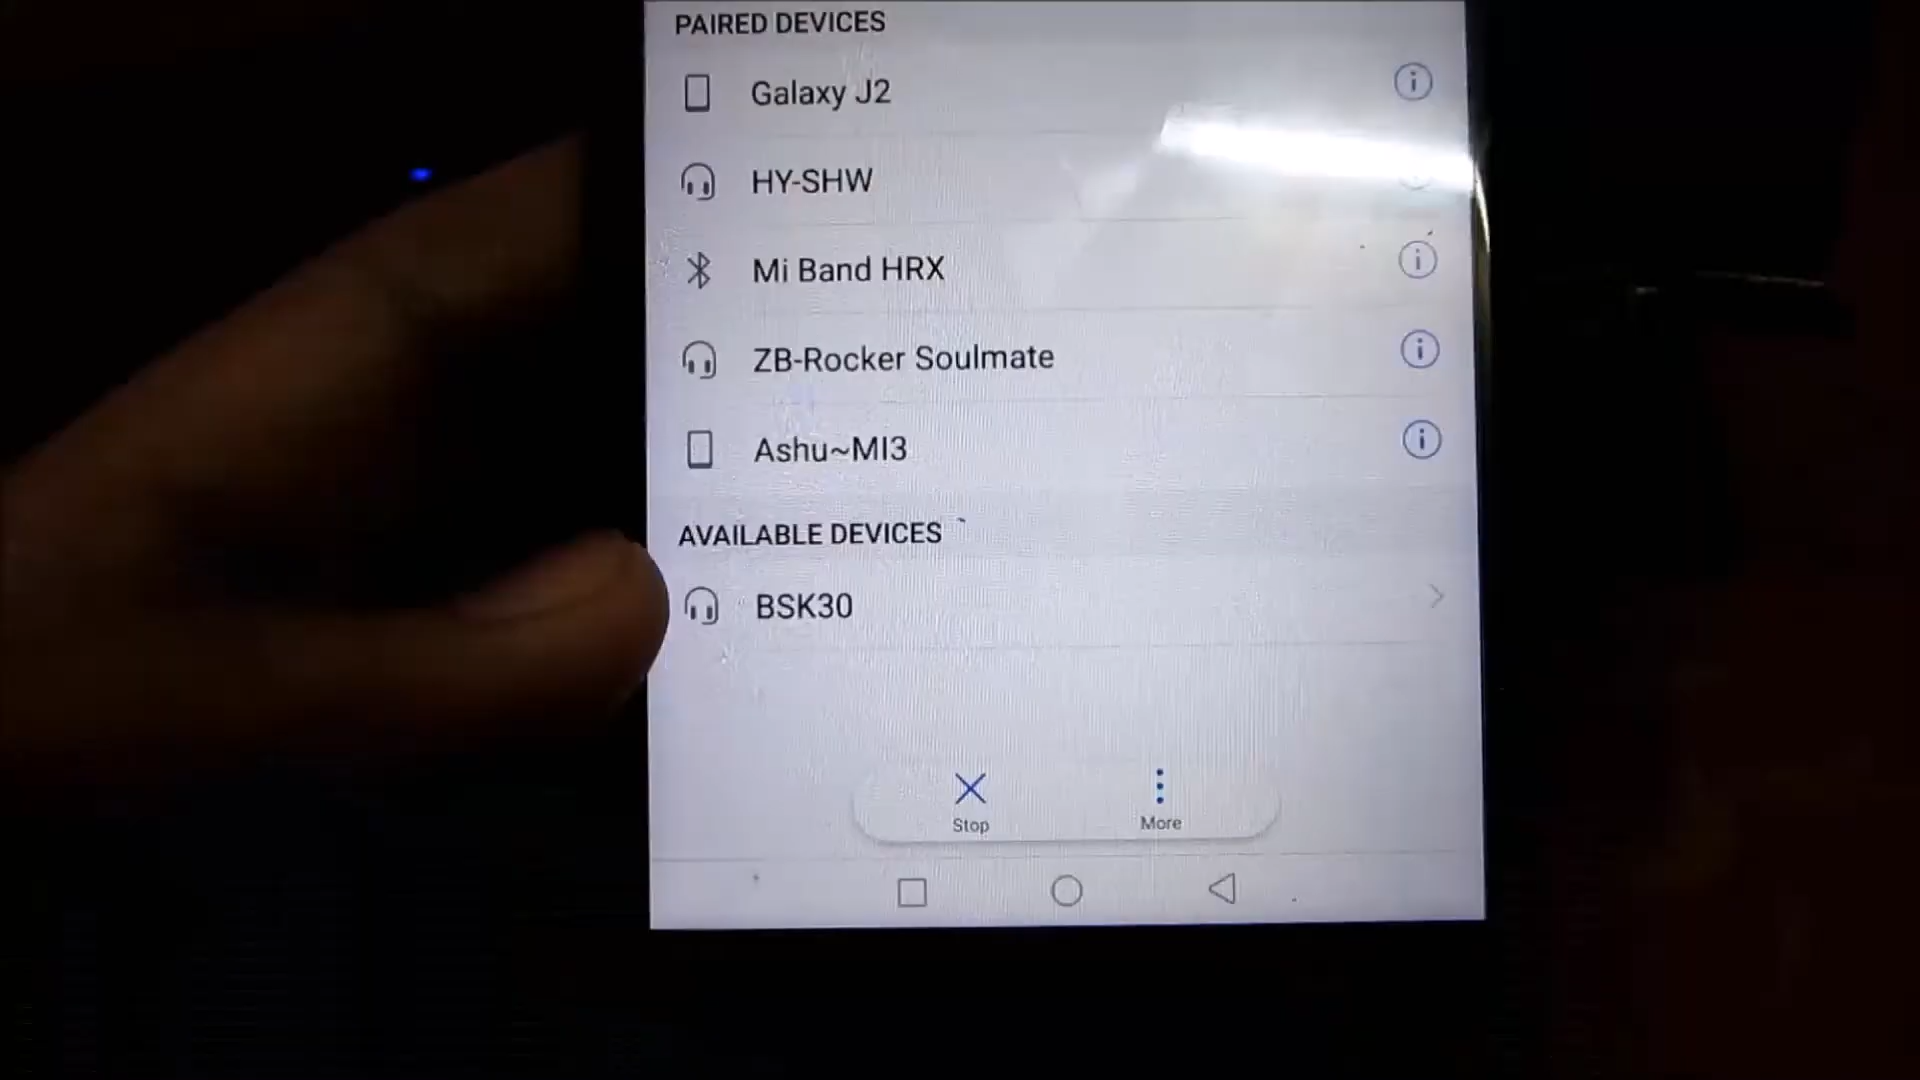 PAIRED DEVICES
Galaxy J2
HY-SHW
Mi Band HRX
ZB-Rocker Soulmate
Ashu~MI3
AVAILABLE DEVICES
BSK30
Stop
More